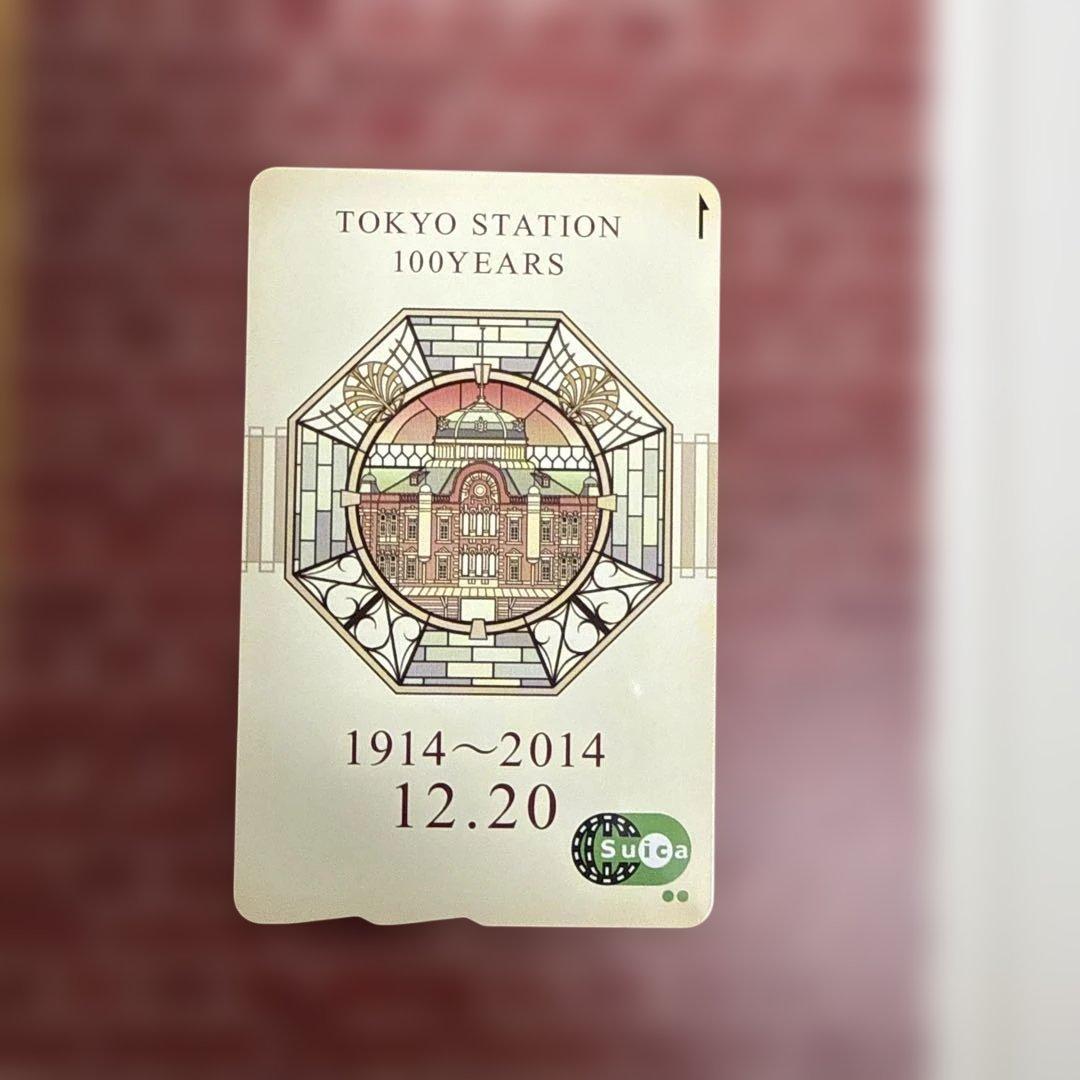 TOKYO STATION
100YEARS
1914〜2014
12.20
Suica